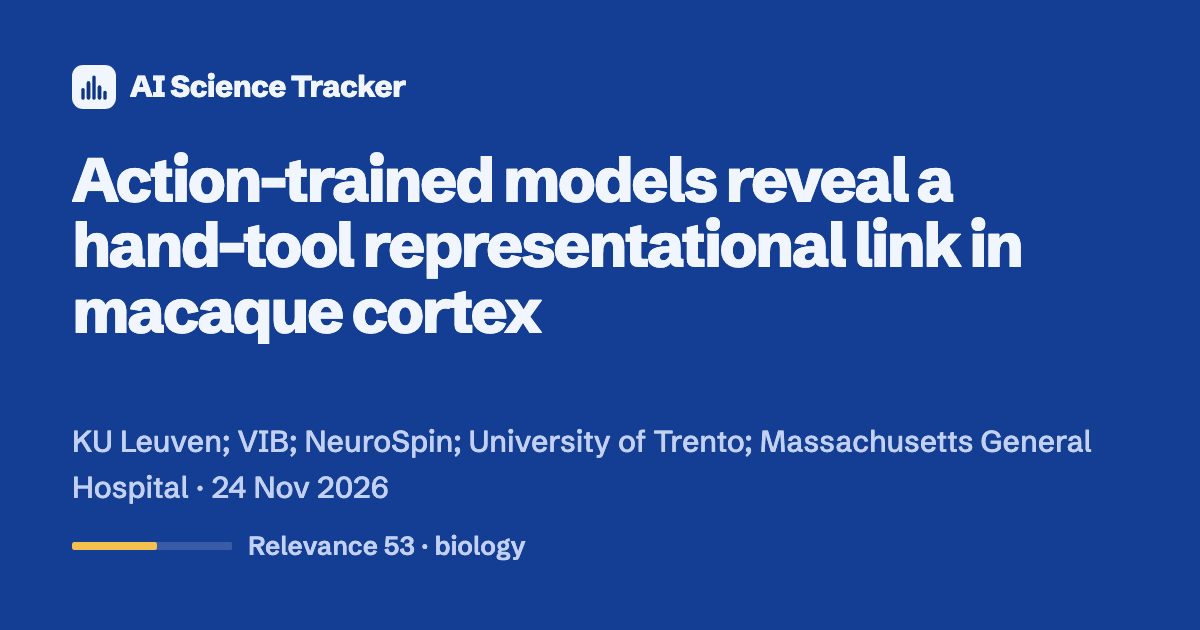 AI Science Tracker
Action-trained models reveal a
hand-tool representational link in
macaque cortex
KU Leuven; VIB; NeuroSpin; University of Trento; Massachusetts General
Hospital · 24 Nov 2026
Relevance 53 · biology